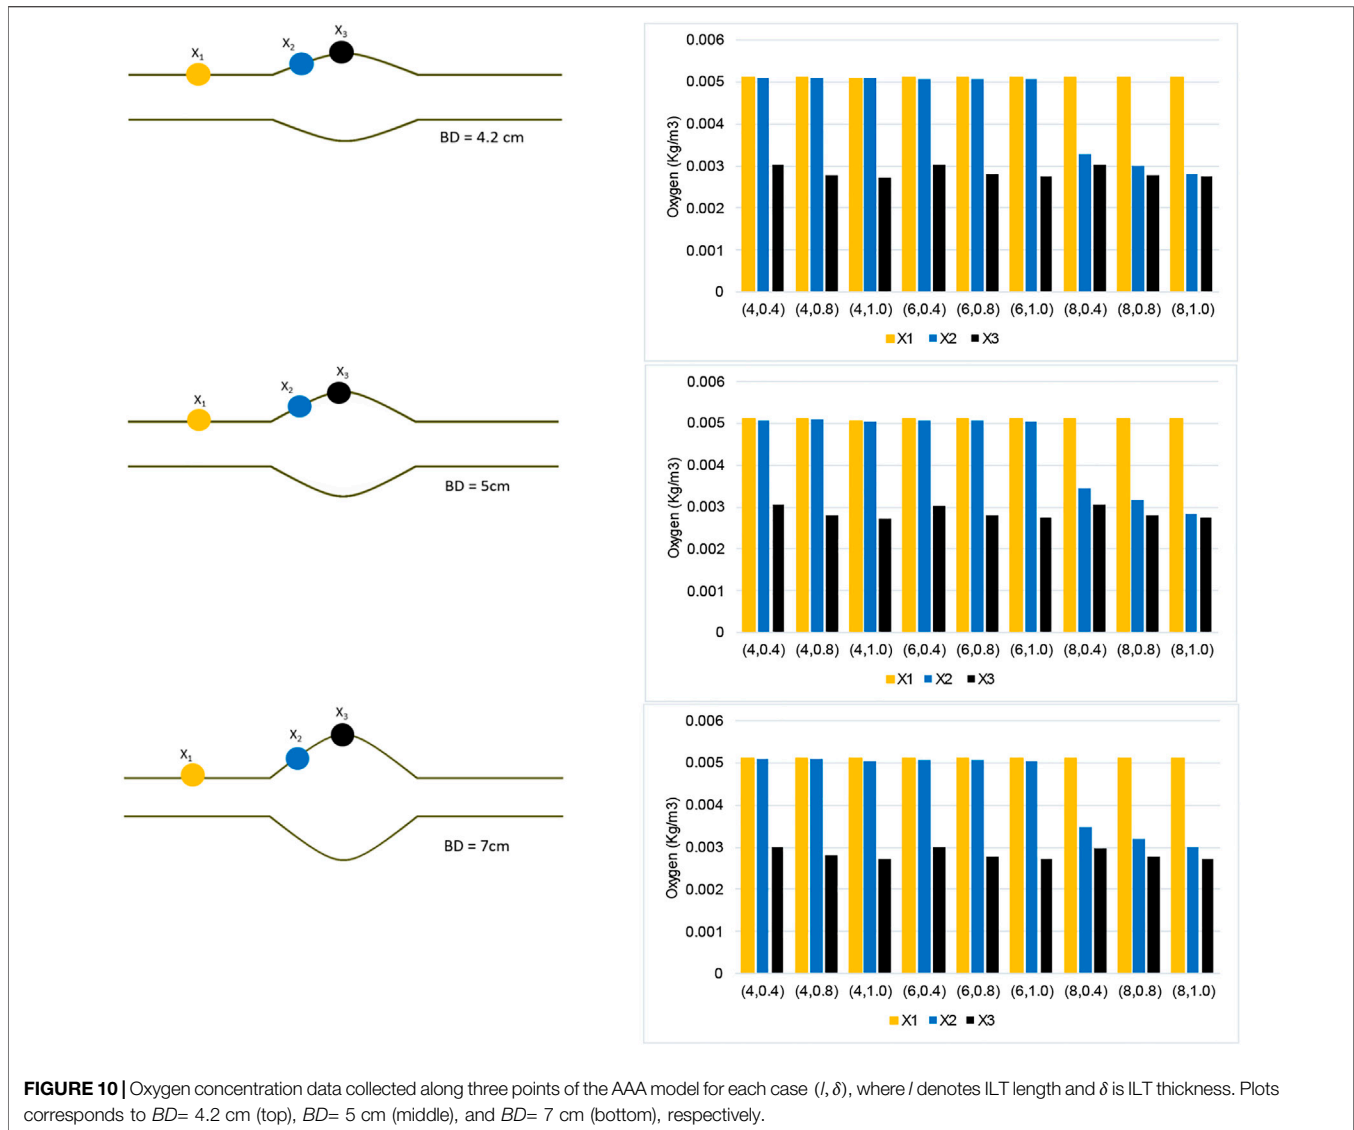 X1
X2
X3
BD = 4.2 cm
0.006
0.005
0.004
0.003
0.002
0.001
0
Oxygen (Kg/m3)
(4,0.4) (4,0.8) (4,1.0) (6,0.4) (6,0.8) (6,1.0) (8,0.4) (8,0.8) (8,1.0)
X1 X2 X3
X1
X2
X3
BD = 5cm
0.006
0.005
0.004
0.003
0.002
0.001
0
Oxygen (Kg/m3)
(4,0.4) (4,0.8) (4,1.0) (6,0.4) (6,0.8) (6,1.0) (8,0.4) (8,0.8) (8,1.0)
X1 X2 X3
X1
X2
X3
BD = 7cm
0.006
0.005
0.004
0.003
0.002
0.001
0
Oxygen (Kg/m3)
(4,0.4) (4,0.8) (4,1.0) (6,0.4) (6,0.8) (6,1.0) (8,0.4) (8,0.8) (8,1.0)
X1 X2 X3
FIGURE 10 | Oxygen concentration data collected along three points of the AAA model for each case (l, δ), where l denotes ILT length and δ is ILT thickness. Plots
corresponds to BD= 4.2 cm (top), BD= 5 cm (middle), and BD= 7 cm (bottom), respectively.